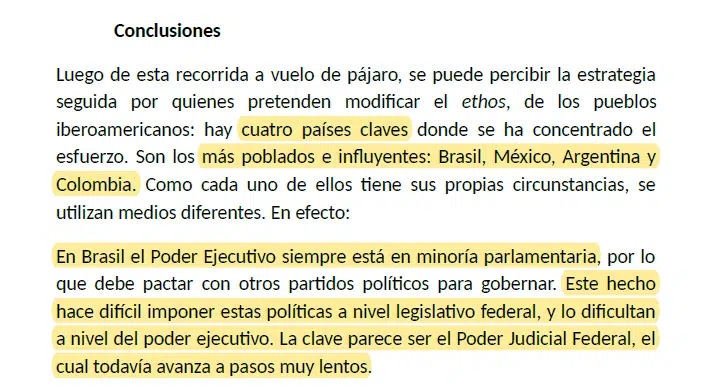 Conclusiones
Luego de esta recorrida a vuelo de pájaro, se puede percibir la estrategia
seguida por quienes pretenden modificar el ethos, de los pueblos
iberoamericanos: hay cuatro países claves donde se ha concentrado el
esfuerzo. Son los más poblados e influyentes: Brasil, México, Argentina y
Colombia. Como cada uno de ellos tiene sus propias circunstancias, se
utilizan medios diferentes. En efecto:
En Brasil el Poder Ejecutivo siempre está en minoría parlamentaria, por lo
que debe pactar con otros partidos políticos para gobernar. Este hecho
hace difícil imponer estas políticas a nivel legislativo federal, y lo dificultan
a nivel del poder ejecutivo. La clave parece ser el Poder Judicial Federal, el
cual todavía avanza a pasos muy lentos.